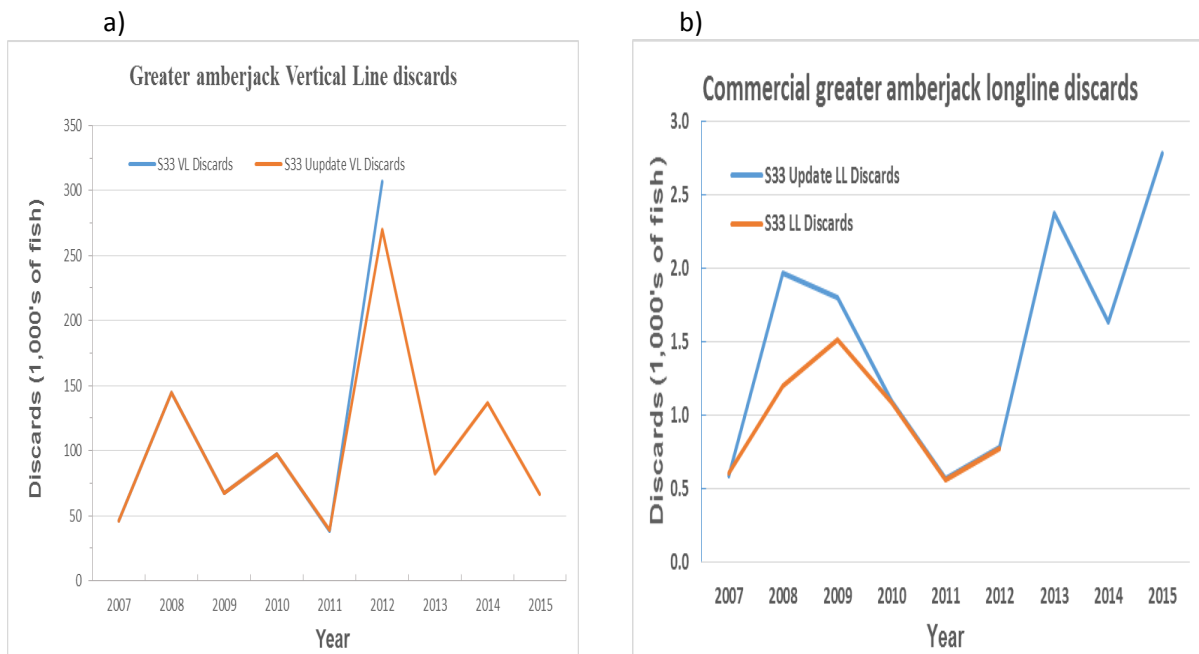 a)
Greater amberjack Vertical Line discards
350
300
250
200
150
100
50
0
S33 VL Discards
S33 Uupdate VL Discards
Discards (1,000's of fish)
2007 2008 2009 2010 2011 2012 2013 2014 2015
Year
b)
Commercial greater amberjack longline discards
3.0
2.5
2.0
1.5
1.0
0.5
0.0
S33 Update LL Discards
S33 LL Discards
Discards (1,000's of fish)
2007 2008 2009 2010 2011 2012 2013 2014 2015
Year